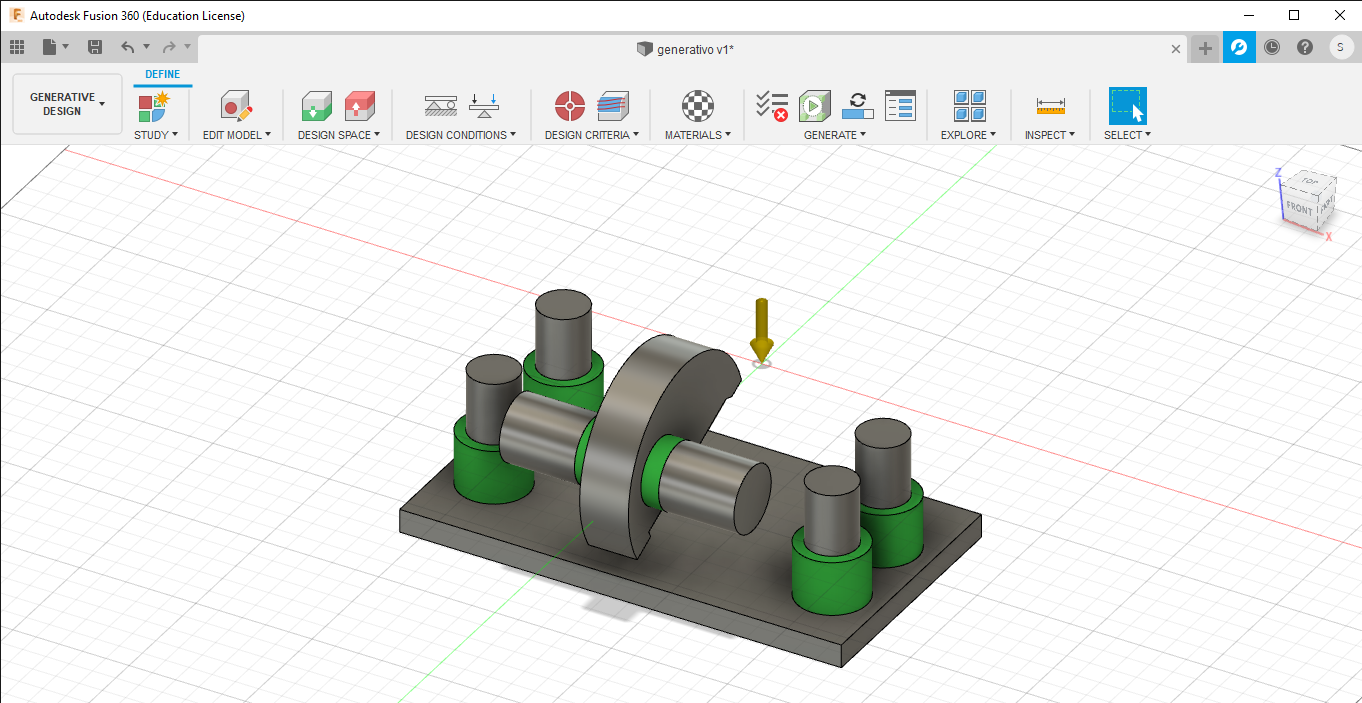 Autodesk Fusion 360 (Education License)
generativo v1*
S
DEFINE
GENERATIVE
DESIGN
STUDY
EDIT MODEL
DESIGN SPACE
DESIGN CONDITIONS
DESIGN CRITERIA
MATERIALS
GENERATE
EXPLORE
INSPECT
SELECT
Z
TOP
FRONT
X